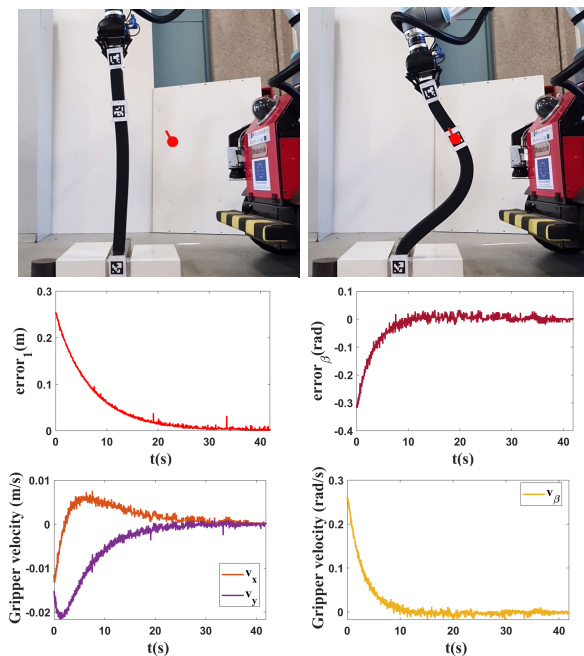 error1(m)
0.3
0.2
0.1
0
0 10 20 30 40
t(s)
errorβ(rad)
0.1
0
-0.1
-0.2
-0.3
-0.4
0 10 20 30 40
t(s)
Gripper velocity (m/s)
0.01
0
-0.01
-0.02
vx
vy
0 10 20 30 40
t(s)
Gripper velocity (rad/s)
0.3
0.2
0.1
0
vβ
0 10 20 30 40
t(s)